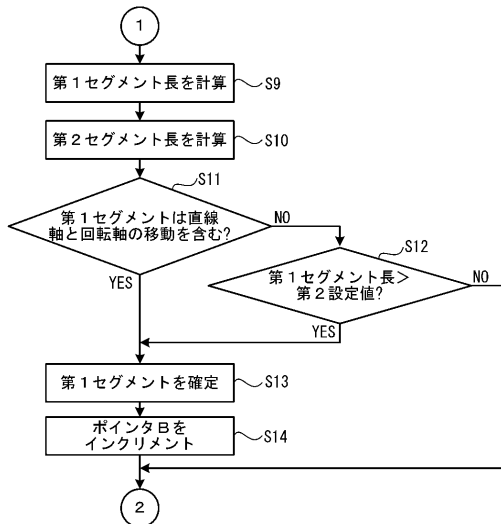 1
第１セグメント長を計算
S9
第２セグメント長を計算
S10
S11
第１セグメントは直線
軸と回転軸の移動を含む?
NO
YES
S12
第１セグメント長＞
第２設定値?
NO
YES
第１セグメントを確定
S13
ポインタＢを
インクリメント
S14
2